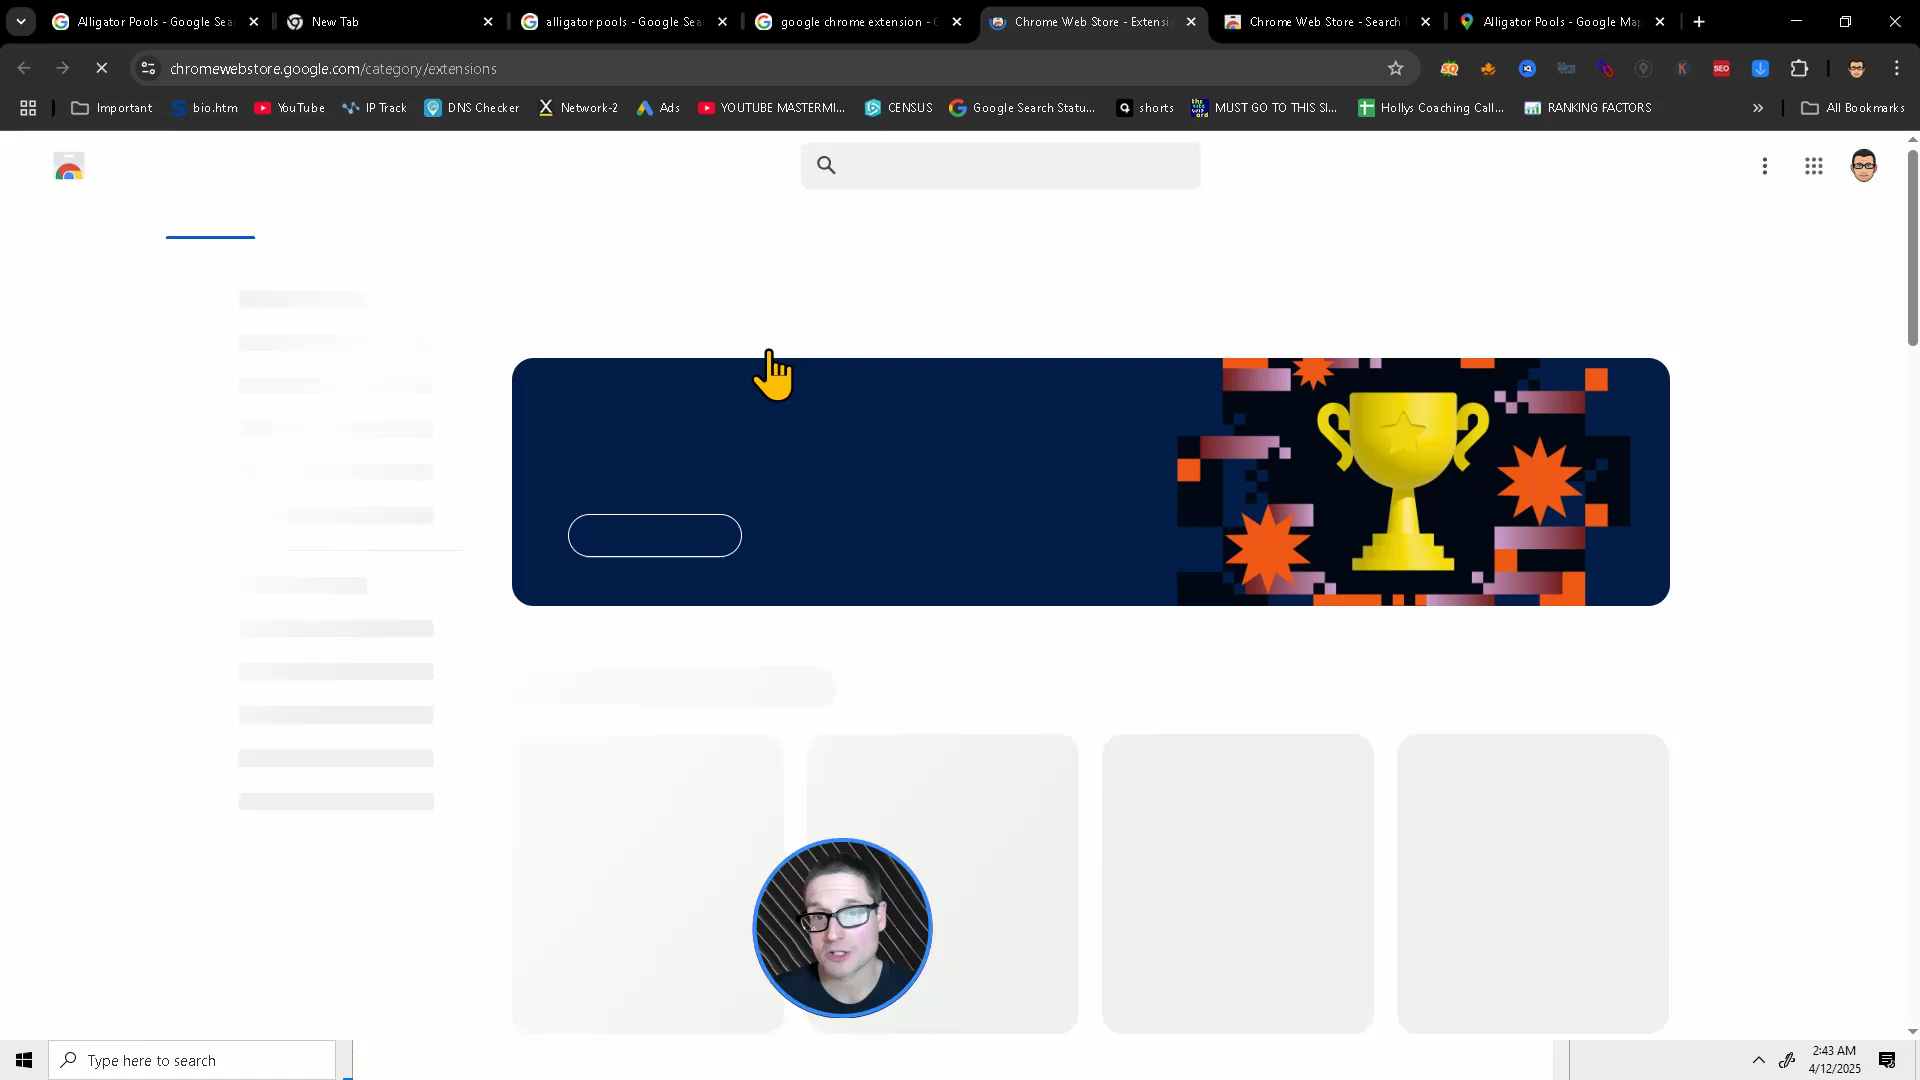 Alligator Pools - Google Sea
New Tab
alligator pools - Google Sea
google chrome extension - G
Chrome Web Store - Extensi
Chrome Web Store - Search
Alligator Pools - Google Map
chromewebstore.google.com/category/extensions
Important
bio.htm
YouTube
IP Track
DNS Checker
Network-2
Ads
YOUTUBE MASTERMI...
CENSUS
Google Search Statu...
shorts
MUST GO TO THIS SI...
Hollys Coaching Call...
RANKING FACTORS
All Bookmarks
SEO
Type here to search
2:43 AM
4/12/2025